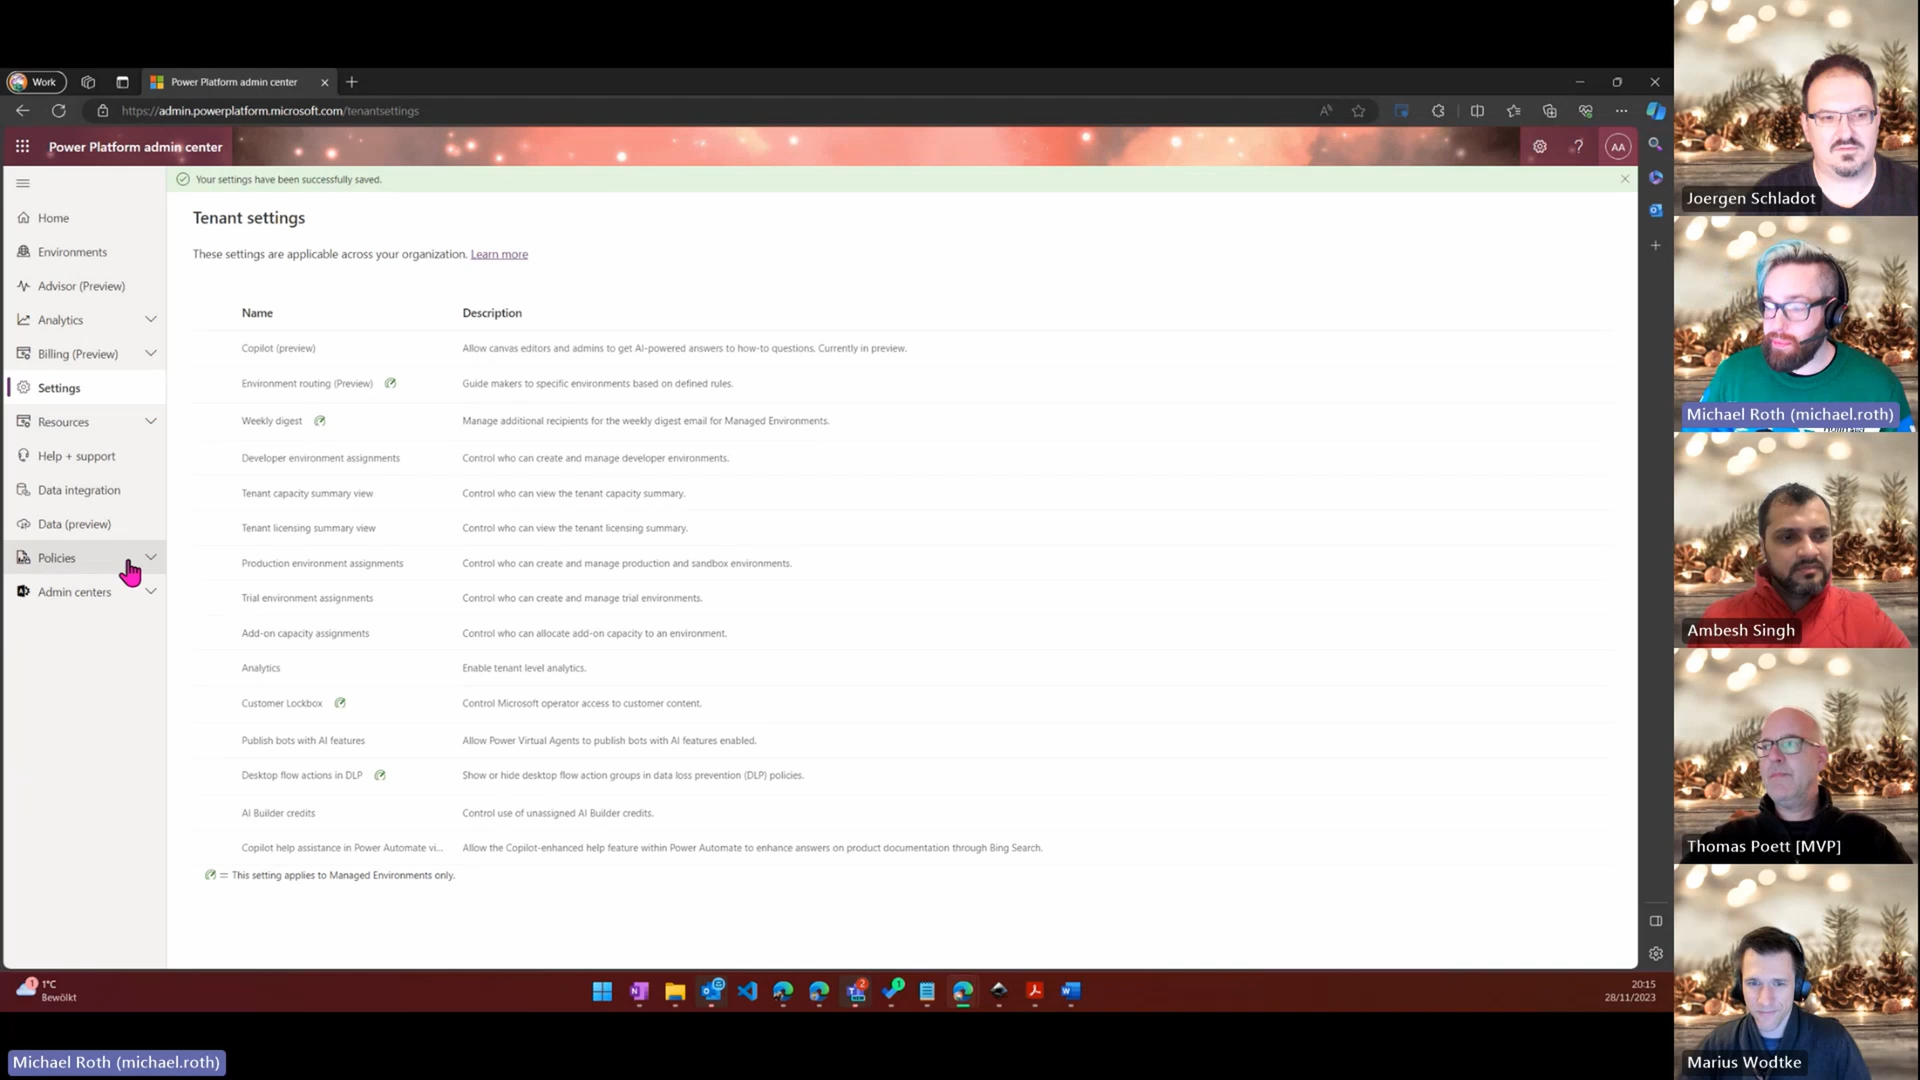 Work
Power Platform admin center
https://admin.powerplatform.microsoft.com/tenantsettings
Power Platform admin center
AA
Your settings have been successfully saved.
Home
Environments
Advisor (Preview)
Analytics
Billing (Preview)
Settings
Resources
Help + support
Data integration
Data (preview)
Policies
Admin centers
Tenant settings
These settings are applicable across your organization. Learn more
Name Description
Copilot (preview) Allow canvas editors and admins to get AI-powered answers to how-to questions. Currently in preview.
Environment routing (Preview) Guide makers to specific environments based on defined rules.
Weekly digest Manage additional recipients for the weekly digest email for Managed Environments.
Developer environment assignments Control who can create and manage developer environments.
Tenant capacity summary view Control who can view the tenant capacity summary.
Tenant licensing summary view Control who can view the tenant licensing summary.
Production environment assignments Control who can create and manage production and sandbox environments.
Trial environment assignments Control who can create and manage trial environments.
Add-on capacity assignments Control who can allocate add-on capacity to an environment.
Analytics Enable tenant level analytics.
Customer Lockbox Control Microsoft operator access to customer content.
Publish bots with AI features Allow Power Virtual Agents to publish bots with AI features enabled.
Desktop flow actions in DLP Show or hide desktop flow action groups in data loss prevention (DLP) policies.
AI Builder credits Control use of unassigned AI Builder credits.
Copilot help assistance in Power Automate vi... Allow the Copilot-enhanced help feature within Power Automate to enhance answers on product documentation through Bing Search.
= This setting applies to Managed Environments only.
1
1°C
Bewölkt
2
1
20:15
28/11/2023
Michael Roth (michael.roth)
Joergen Schladot
Michael Roth (michael.roth)
Ambesh Singh
Thomas Poett [MVP]
Marius Wodtke